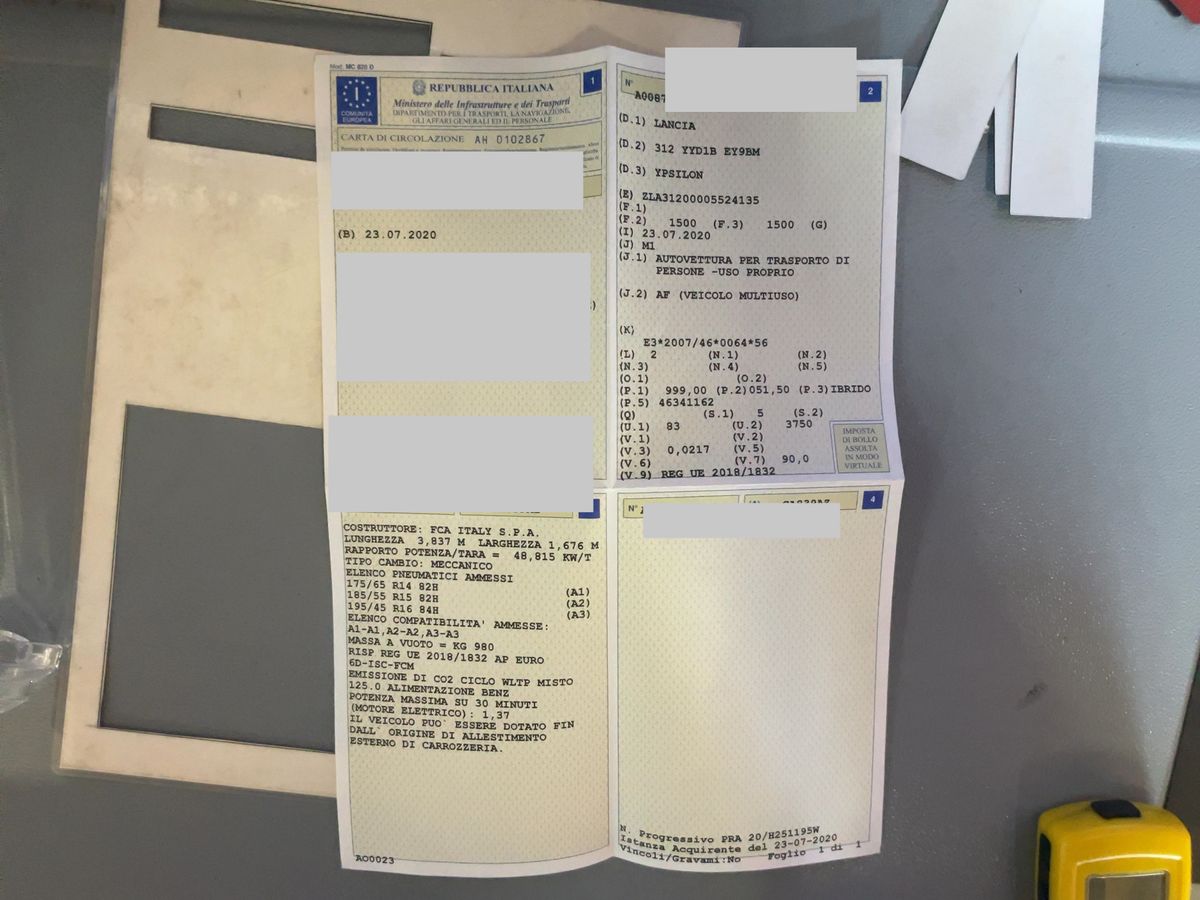 Mod. MC 820 D
REPUBBLICA ITALIANA
1
Ministero delle Infrastrutture e dei Trasporti
DIPARTIMENTO PER I TRASPORTI, LA NAVIGAZIONE,
GLI AFFARI GENERALI ED IL PERSONALE
COMUNITÀ
EUROPEA
CARTA DI CIRCOLAZIONE AH 0102867
(B) 23.07.2020
N°
A0087
2
(D.1) LANCIA
(D.2) 312 YYD1B EY9BM
(D.3) YPSILON
(E) ZLA31200005524135
(F.1)
(F.2) 1500 (F.3) 1500 (G)
(I) 23.07.2020
(J) M1
(J.1) AUTOVETTURA PER TRASPORTO DI
PERSONE -USO PROPRIO
(J.2) AF (VEICOLO MULTIUSO)
(K)
E3*2007/46*0064*56
(L) 2 (N.1) (N.2)
(N.3) (N.4) (N.5)
(O.1) (O.2)
(P.1) 999,00 (P.2)051,50 (P.3)IBRIDO
(P.5) 46341162
(Q) (S.1) 5 (S.2)
(U.1) 83 (U.2) 3750
(V.1) (V.2)
(V.3) 0,0217 (V.5)
(V.6) (V.7) 90,0
(V.9) REG UE 2018/1832
IMPOSTA
DI BOLLO
ASSOLTA
IN MODO
VIRTUALE
COSTRUTTORE: FCA ITALY S.P.A.
LUNGHEZZA 3,837 M LARGHEZZA 1,676 M
RAPPORTO POTENZA/TARA = 48,815 KW/T
TIPO CAMBIO: MECCANICO
ELENCO PNEUMATICI AMMESSI
175/65 R14 82H (A1)
185/55 R15 82H (A2)
195/45 R16 84H (A3)
ELENCO COMPATIBILITA' AMMESSE:
A1-A1,A2-A2,A3-A3
MASSA A VUOTO = KG 980
RISP REG UE 2018/1832 AP EURO
6D-ISC-FCM
EMISSIONE DI CO2 CICLO WLTP MISTO
125.0 ALIMENTAZIONE BENZ
POTENZA MASSIMA SU 30 MINUTI
(MOTORE ELETTRICO): 1,37
IL VEICOLO PUO` ESSERE DOTATO FIN
DALL` ORIGINE DI ALLESTIMENTO
ESTERNO DI CARROZZERIA.
AO0023
N°
4
N. Progressivo PRA 20/H251195W
Istanza Acquirente del 23-07-2020
Vincoli/Gravami:No Foglio 1 di 1